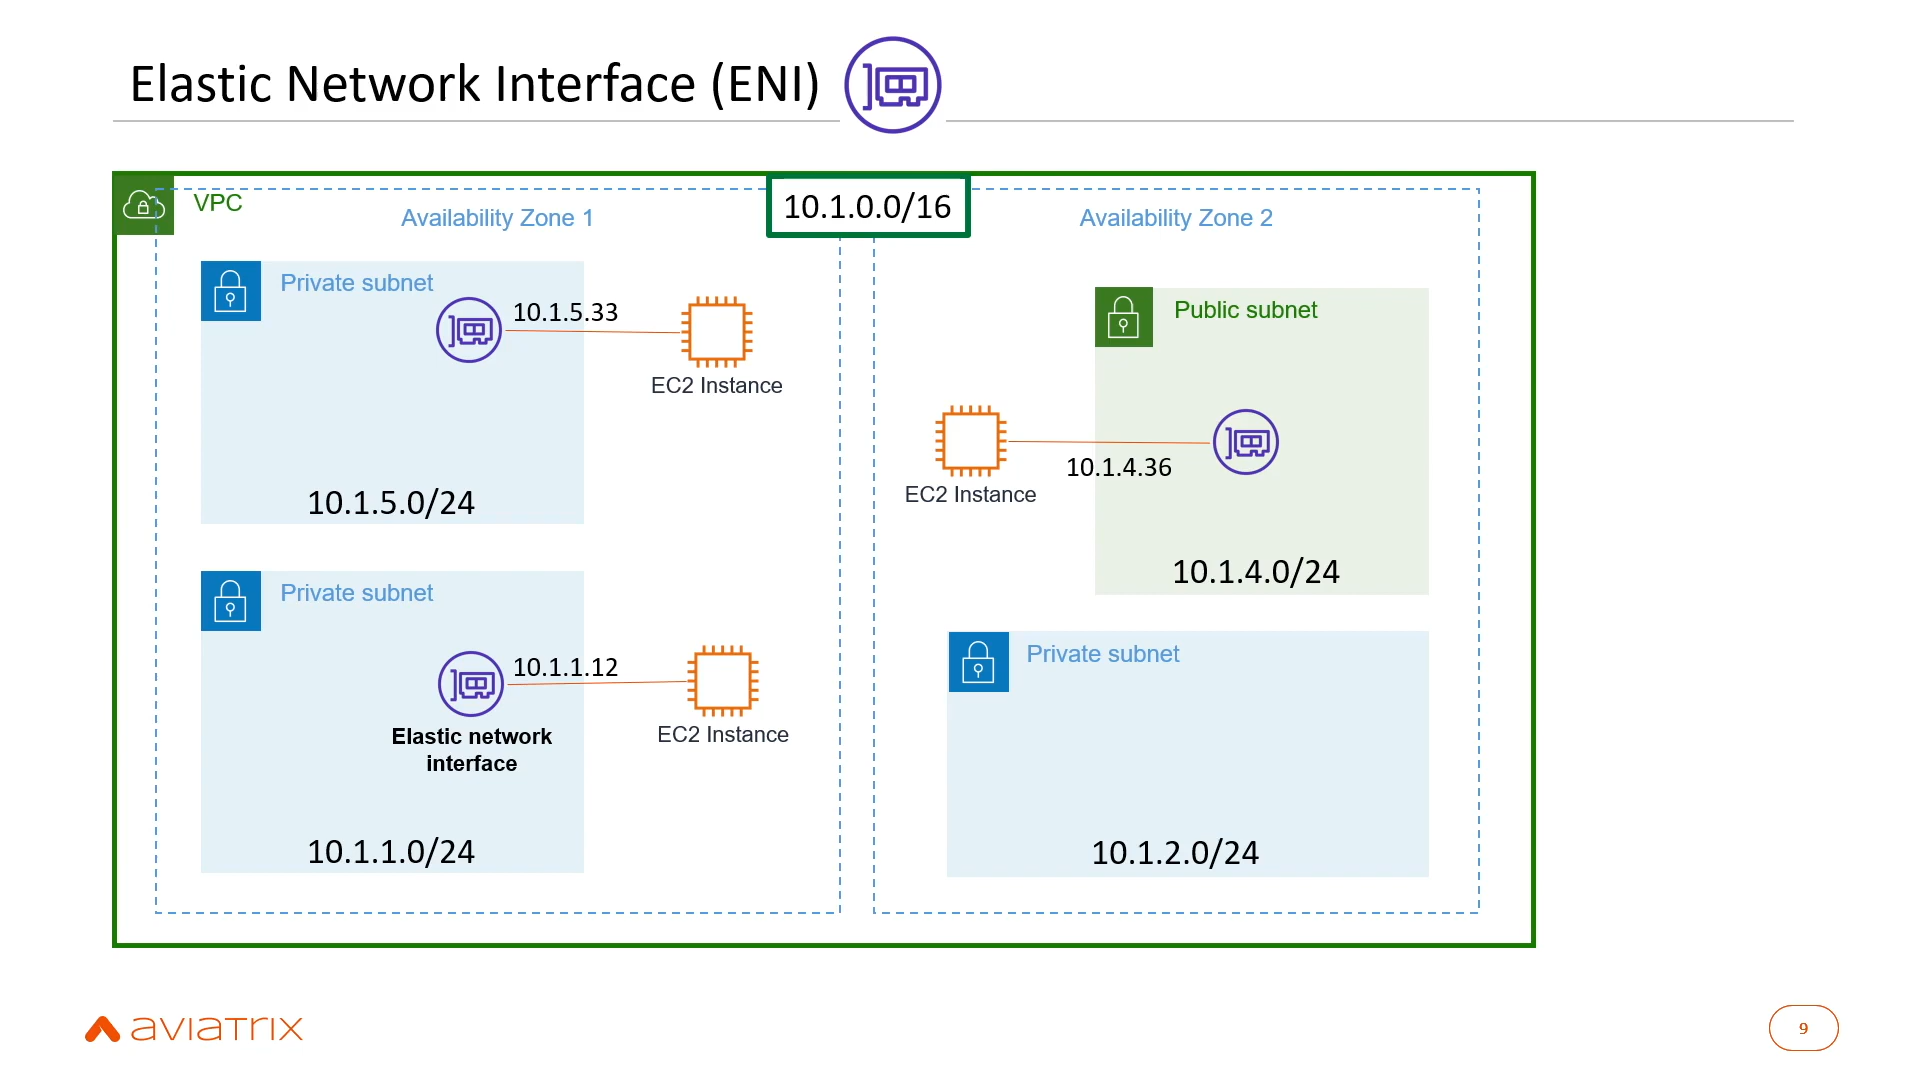 Elastic Network Interface (ENI)
VPC
Availability Zone 1
10.1.0.0/16
Availability Zone 2
Private subnet
10.1.5.33
EC2 Instance
10.1.5.0/24
Public subnet
EC2 Instance
10.1.4.36
10.1.4.0/24
Private subnet
10.1.1.12
EC2 Instance
Elastic network
interface
10.1.1.0/24
Private subnet
10.1.2.0/24
aviatrix
9